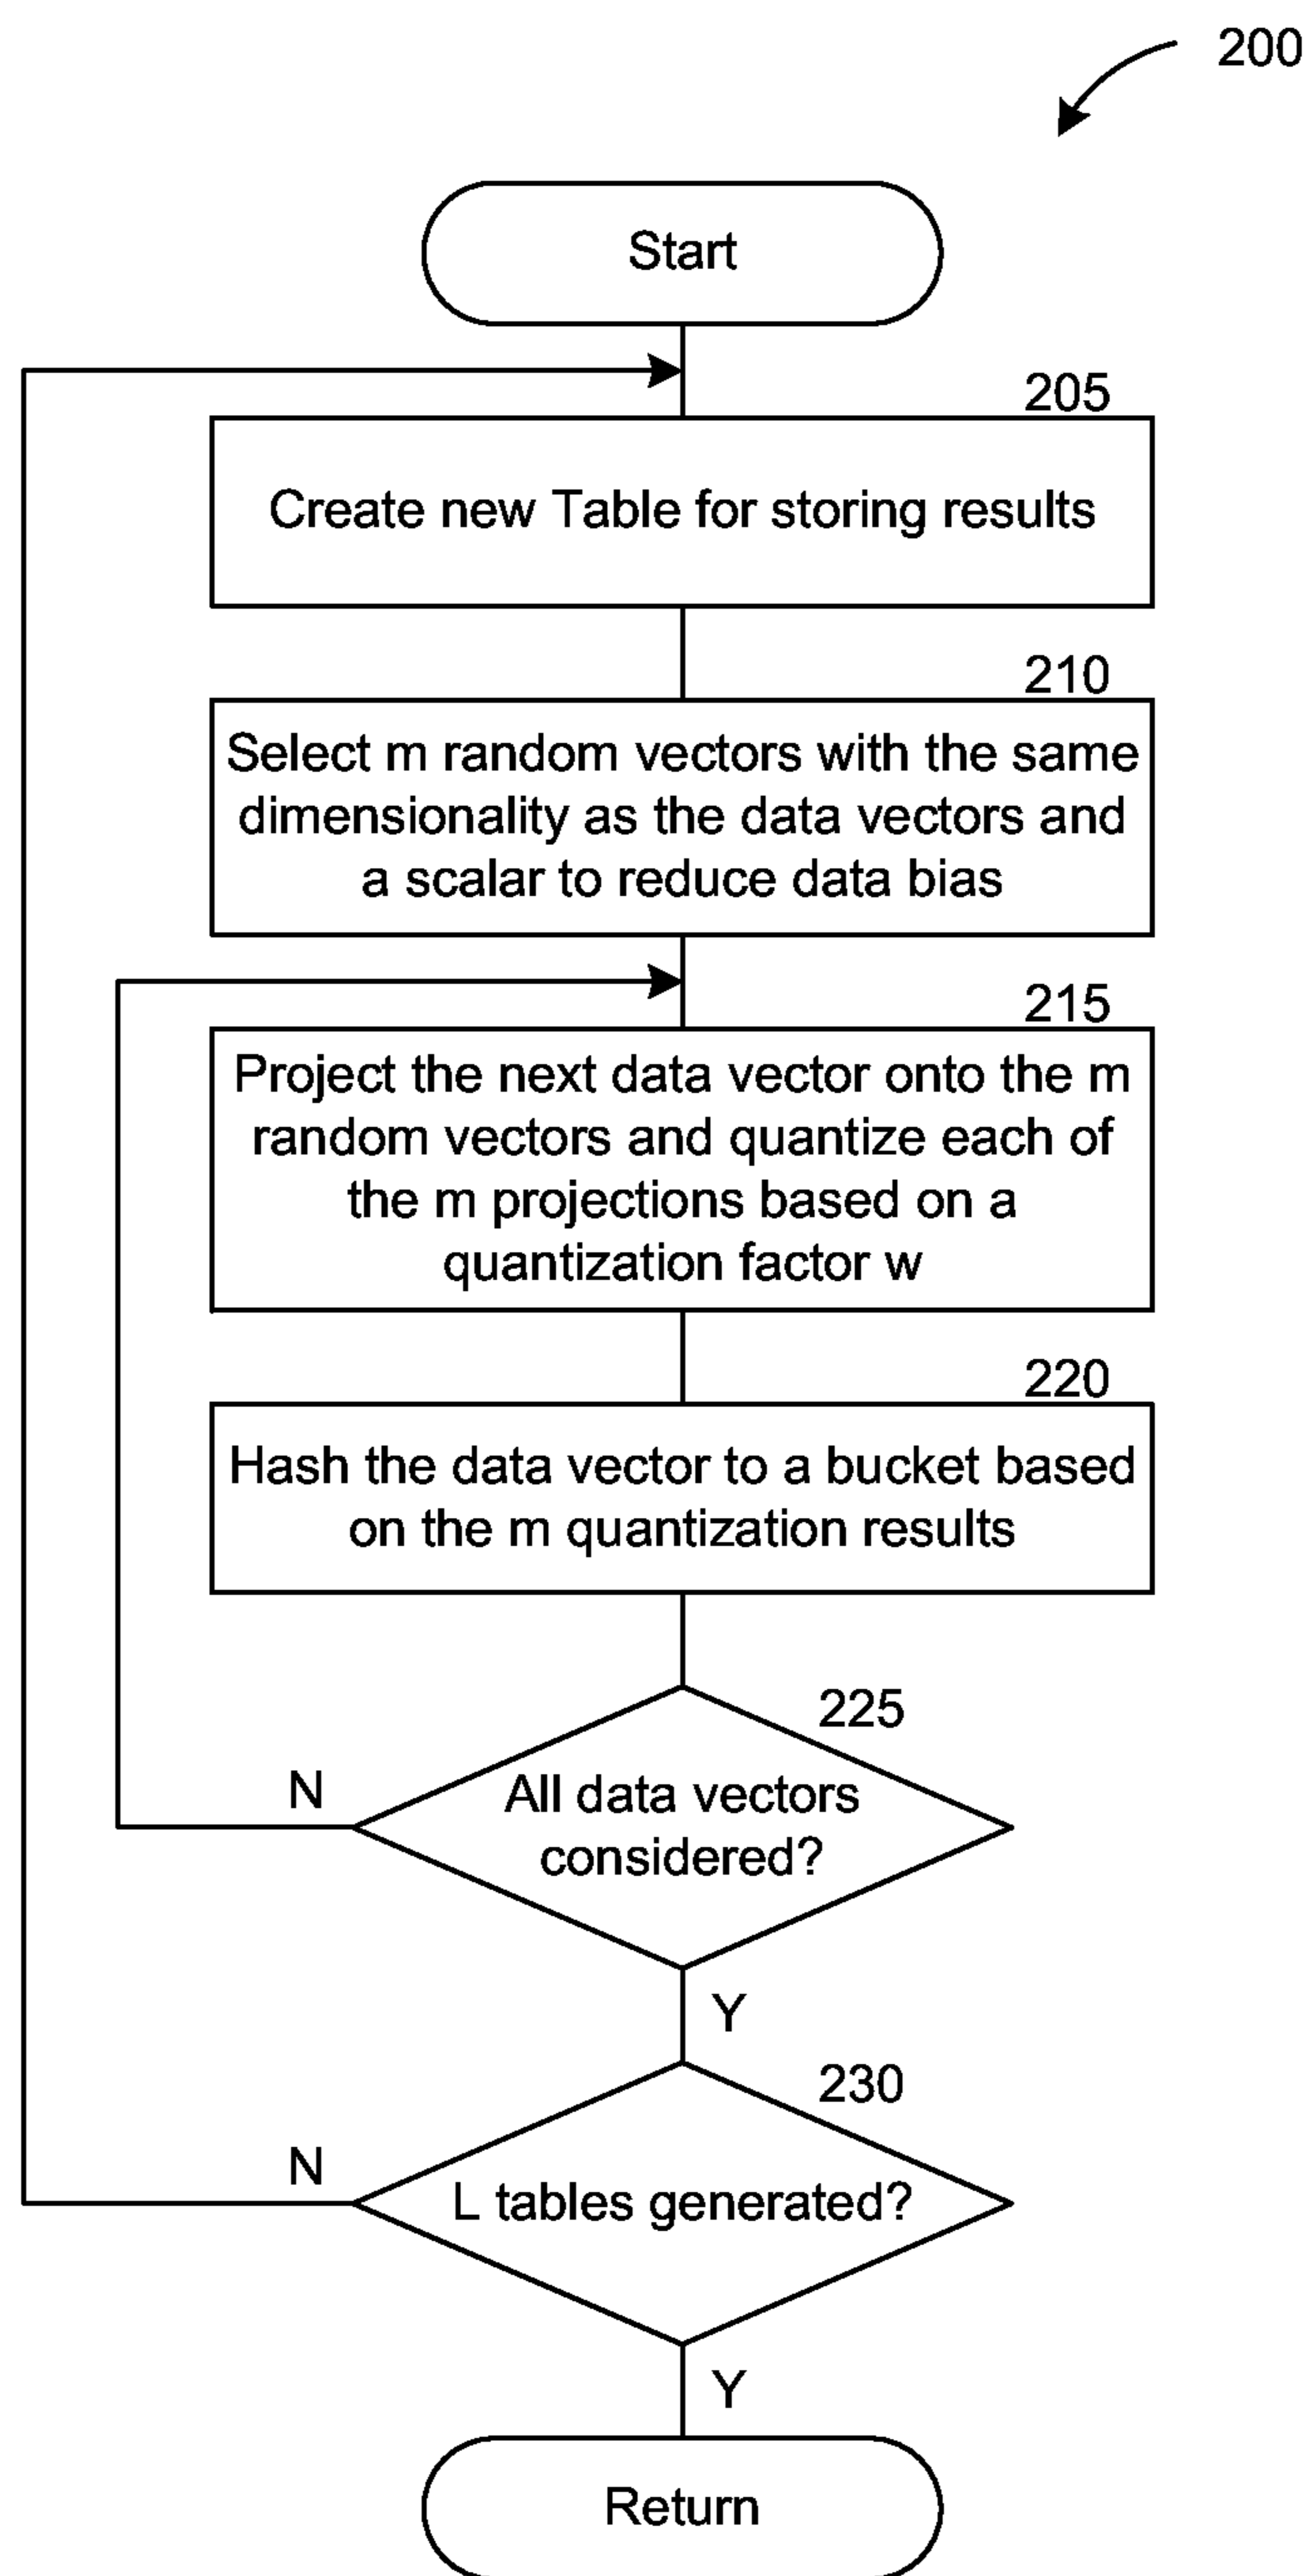 200
Start
205
Create new Table for storing results
210
Select m random vectors with the same
dimensionality as the data vectors and
a scalar to reduce data bias
215
Project the next data vector onto the m
random vectors and quantize each of
the m projections based on a
quantization factor w
220
Hash the data vector to a bucket based
on the m quantization results
225
N
All data vectors
considered?
Y
230
N
L tables generated?
Y
Return